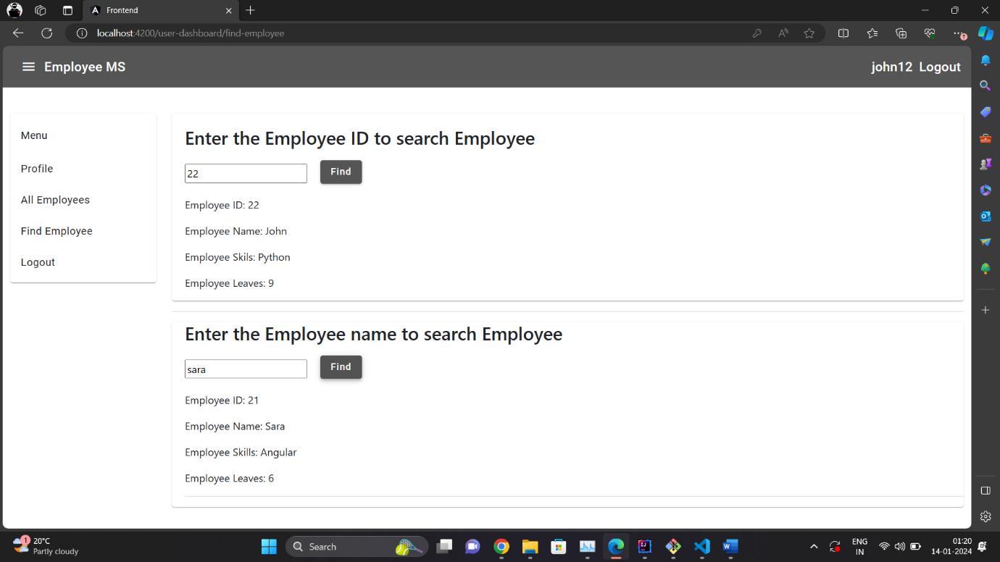 Frontend
localhost:4200/user-dashboard/find-employee
Employee MS
john12 Logout
Menu
Profile
All Employees
Find Employee
Logout
Enter the Employee ID to search Employee
22 Find
Employee ID: 22
Employee Name: John
Employee Skils: Python
Employee Leaves: 9
Enter the Employee name to search Employee
sara Find
Employee ID: 21
Employee Name: Sara
Employee Skills: Angular
Employee Leaves: 6
1 20°C
Partly cloudy
Search
ENG
IN
01:20
14-01-2024